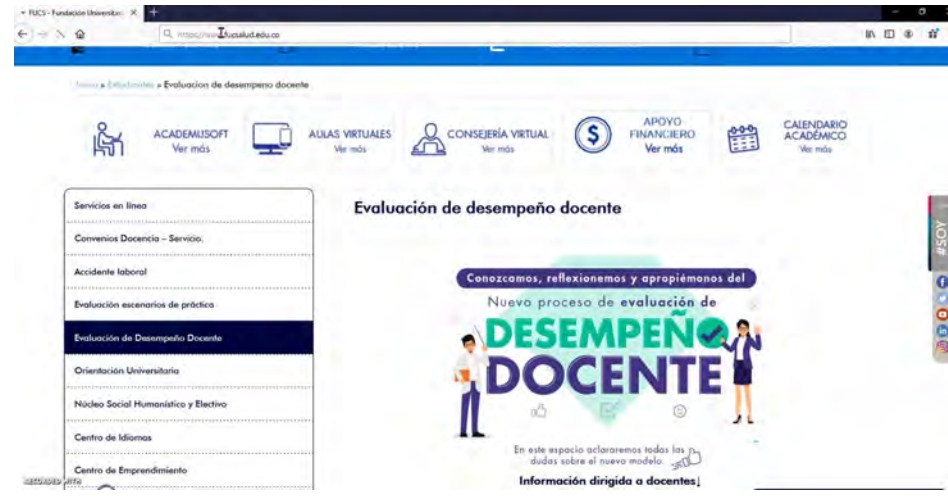 FUCS - Fundación Universitari
fucsalud.edu.co
» Evaluacion de desempeno docente
ACADEMUSOFT
Ver más
AULAS VIRTUALES
Ver más
CONSEJERÍA VIRTUAL
Ver más
APOYO
FINANCIERO
Ver más
CALENDARIO
ACADÉMICO
Ver más
Servicios en línea
Convenios Docencia – Servicio.
Accidente laboral
Evaluación escenarios de práctica
Evaluación de Desempeño Docente
Orientación Universitaria
Núcleo Social Humanístico y Electivo
Centro de Idiomas
Centro de Emprendimiento
Evaluación de desempeño docente
Conozcamos, reflexionemos y apropiémonos del
Nuevo proceso de evaluación de
DESEMPEÑO
DOCENTE
En este espacio aclararemos todas las
dudas sobre el nuevo modelo.
Información dirigida a docentes
#SOY
RECORDED WITH